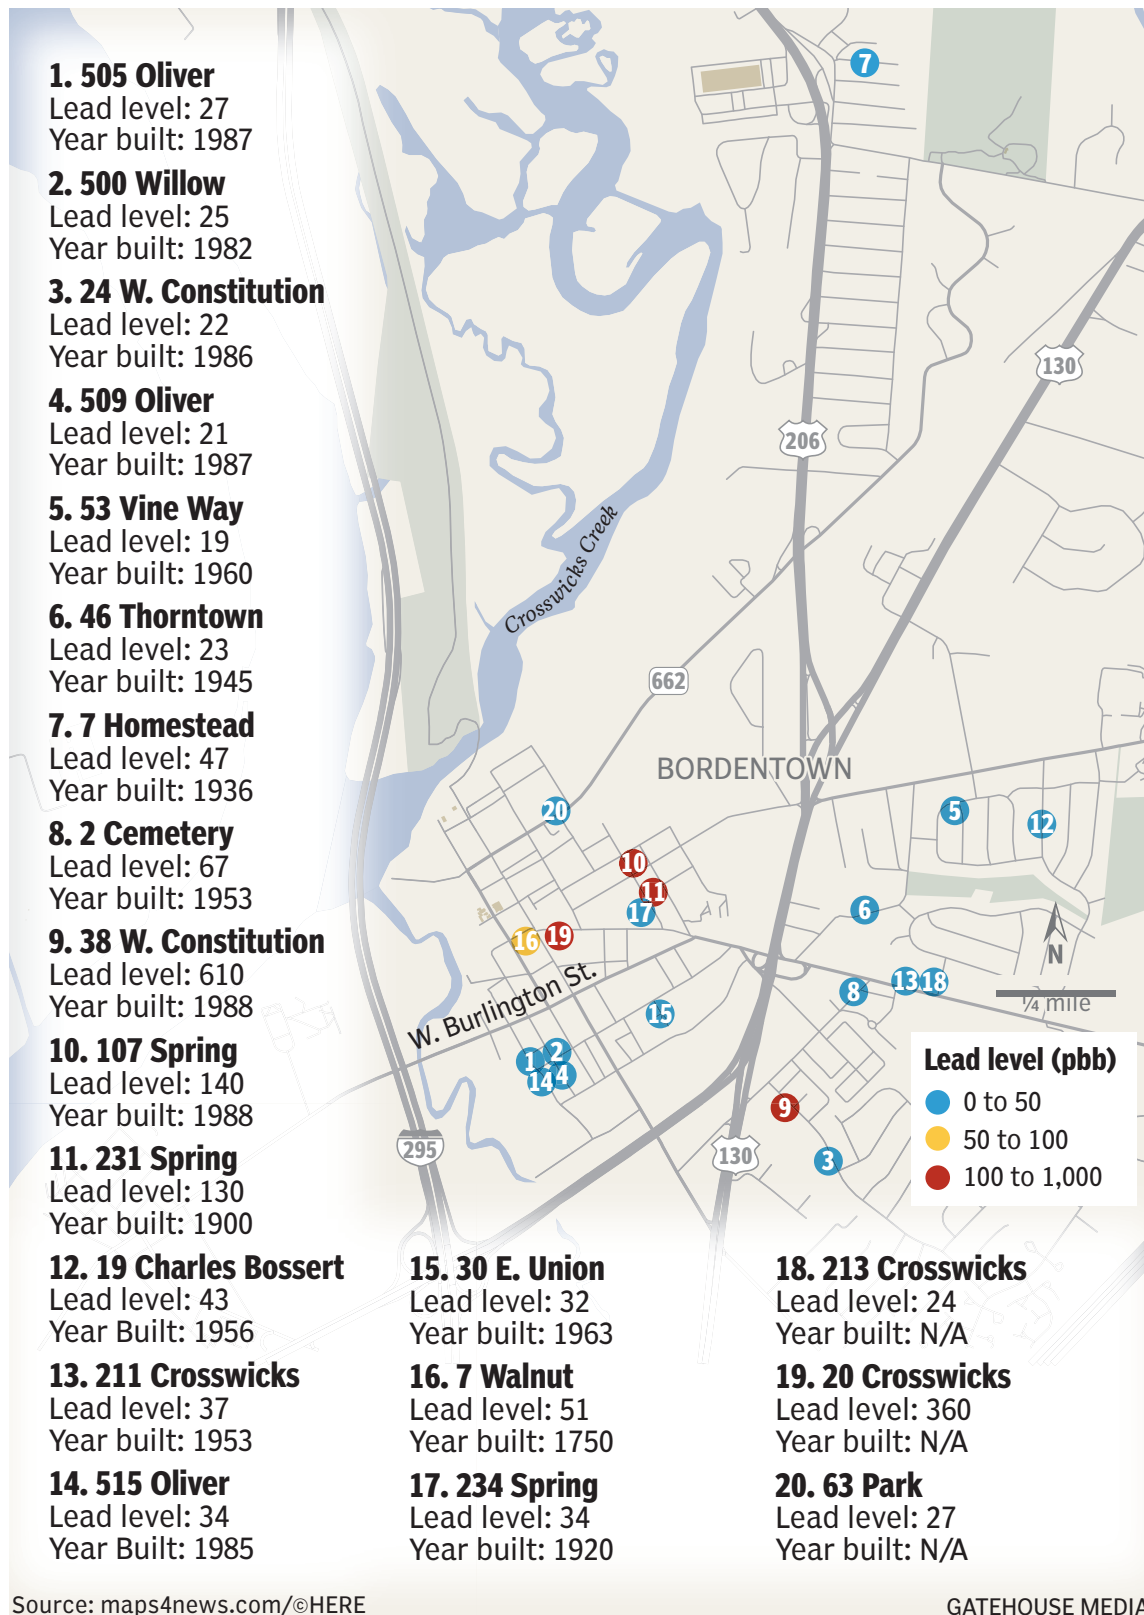 1. 505 Oliver
Lead level: 27
Year built: 1987
2. 500 Willow
Lead level: 25
Year built: 1982
3. 24 W. Constitution
Lead level: 22
Year built: 1986
4. 509 Oliver
Lead level: 21
Year built: 1987
5. 53 Vine Way
Lead level: 19
Year built: 1960
6. 46 Thorntown
Lead level: 23
Year built: 1945
7. 7 Homestead
Lead level: 47
Year built: 1936
8. 2 Cemetery
Lead level: 67
Year built: 1953
9. 38 W. Constitution
Lead level: 610
Year built: 1988
10. 107 Spring
Lead level: 140
Year built: 1988
11. 231 Spring
Lead level: 130
Year built: 1900
12. 19 Charles Bossert
Lead level: 43
Year Built: 1956
13. 211 Crosswicks
Lead level: 37
Year built: 1953
14. 515 Oliver
Lead level: 34
Year Built: 1985
15. 30 E. Union
Lead level: 32
Year built: 1963
16. 7 Walnut
Lead level: 51
Year built: 1750
17. 234 Spring
Lead level: 34
Year built: 1920
18. 213 Crosswicks
Lead level: 24
Year built: N/A
19. 20 Crosswicks
Lead level: 360
Year built: N/A
20. 63 Park
Lead level: 27
Year built: N/A
7
130
206
Crosswicks Creek
662
BORDENTOWN
20
5
12
10
11
17
6
16
19
W. Burlington St.
13
18
8
N
¼ mile
15
2
1
4
14
9
295
130
3
Lead level (pbb)
0 to 50
50 to 100
100 to 1,000
Source: maps4news.com/©HERE
GATEHOUSE MEDIA